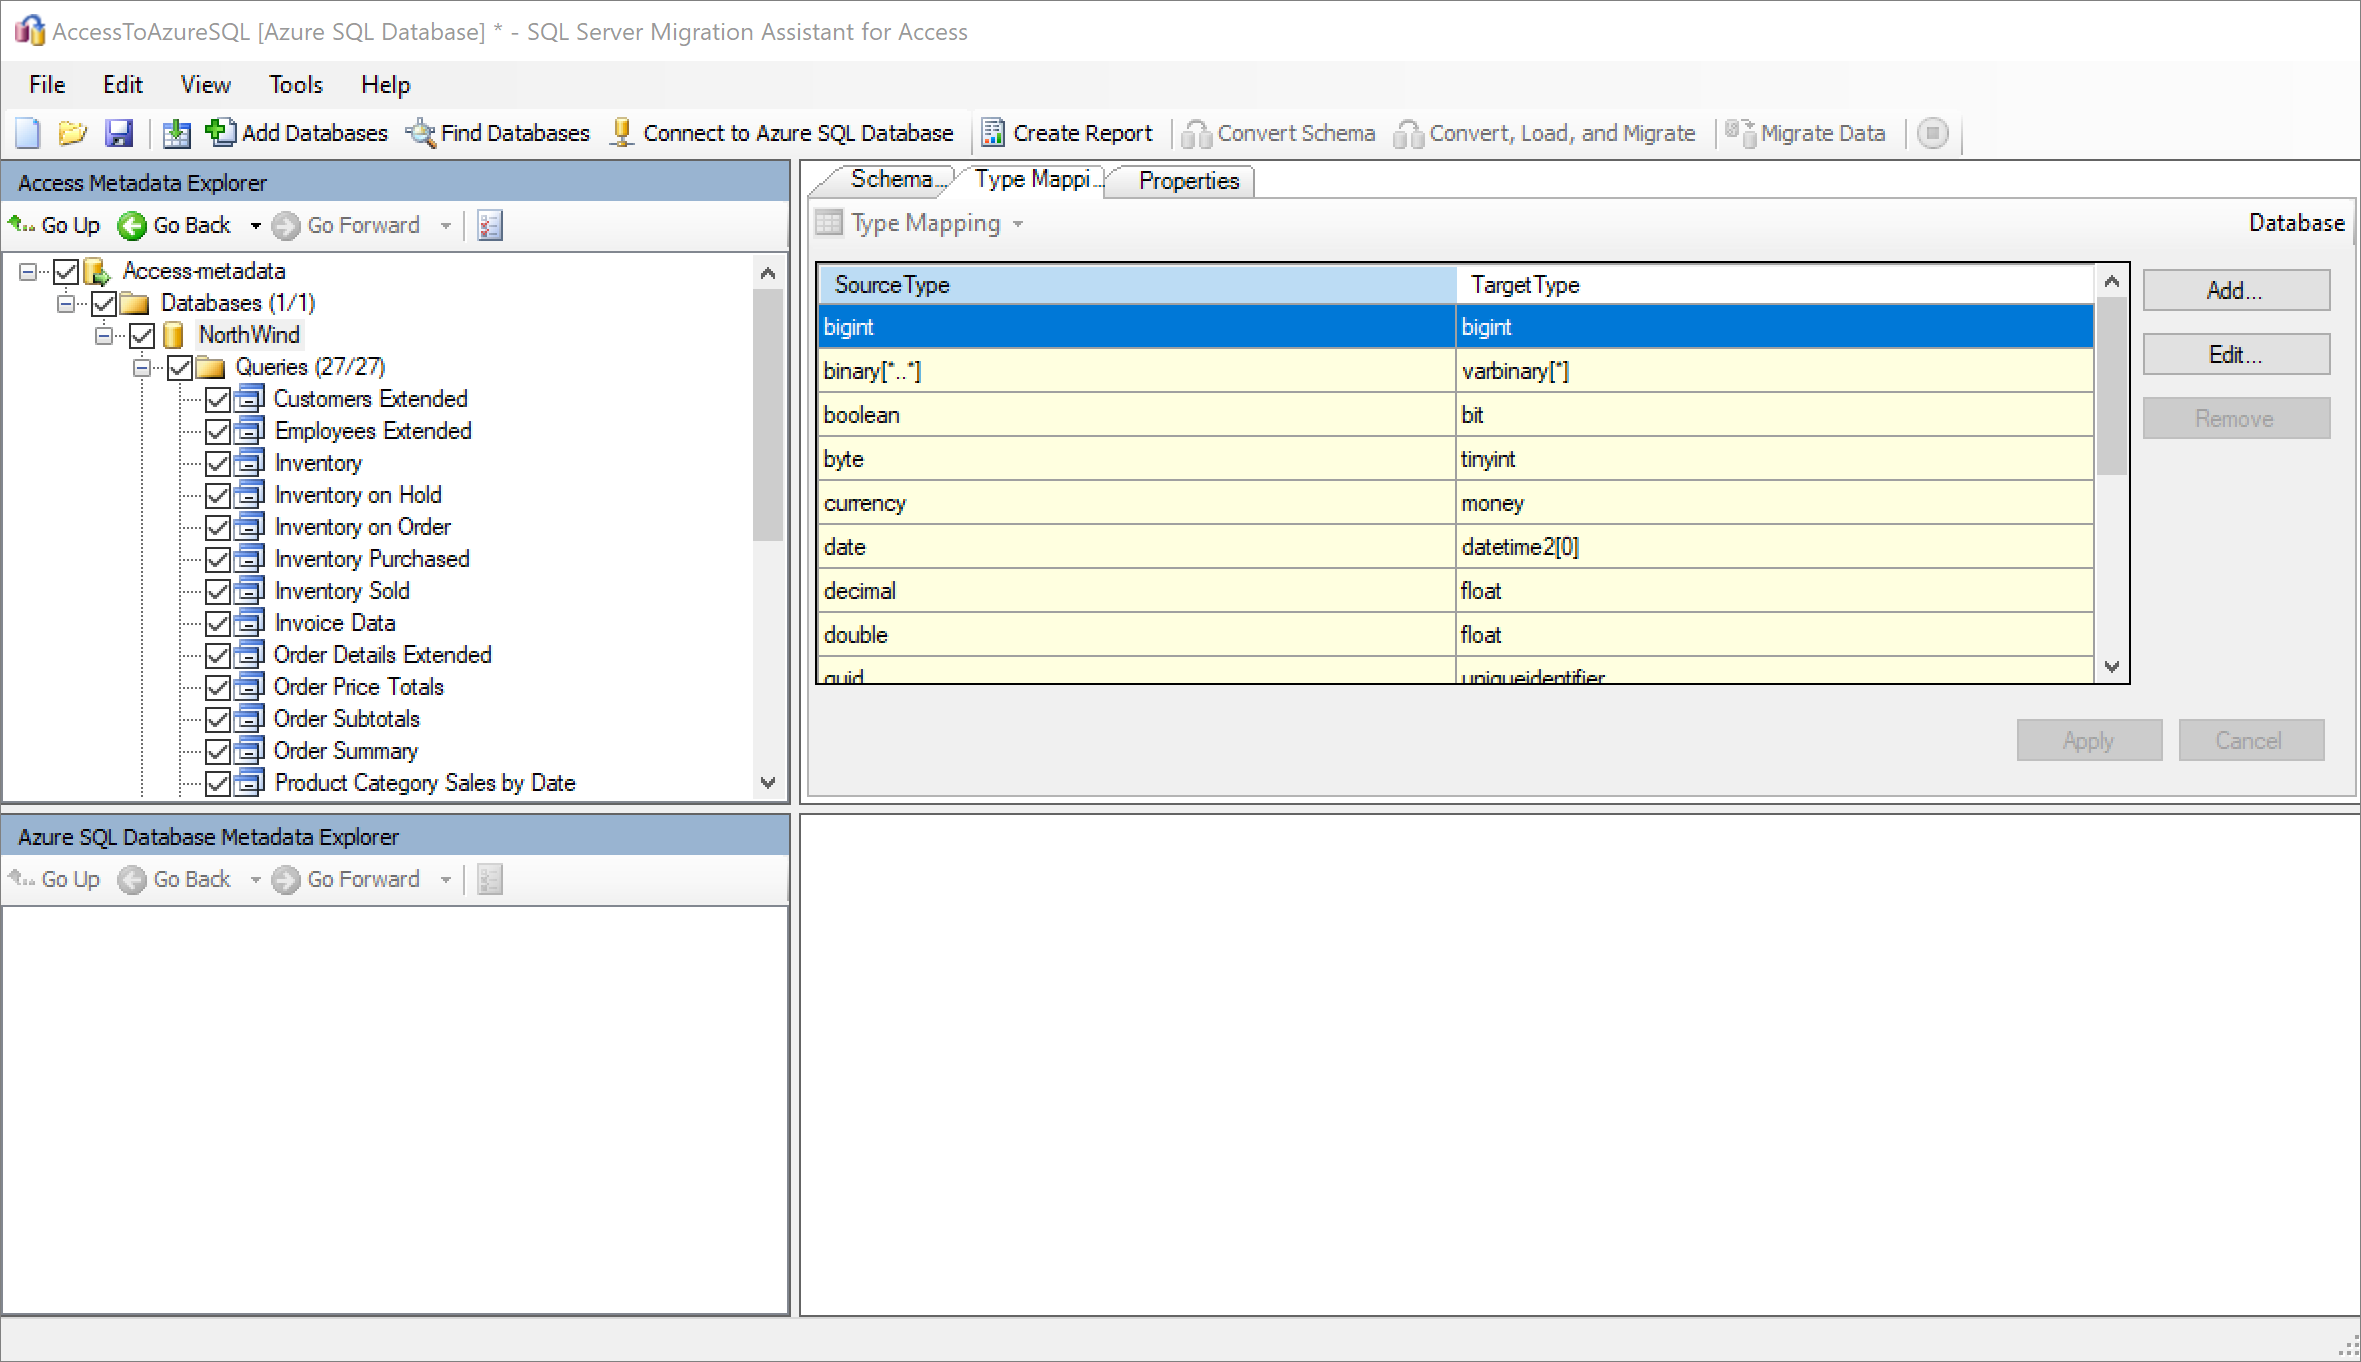 AccessToAzureSQL [Azure SQL Database] * - SQL Server Migration Assistant for Access
File Edit View Tools Help
Add Databases Find Databases Connect to Azure SQL Database Create Report Convert Schema Convert, Load, and Migrate Migrate Data
Access Metadata Explorer
Go Up Go Back Go Forward
Access-metadata
Databases (1/1)
NorthWind
Queries (27/27)
Customers Extended
Employees Extended
Inventory
Inventory on Hold
Inventory on Order
Inventory Purchased
Inventory Sold
Invoice Data
Order Details Extended
Order Price Totals
Order Subtotals
Order Summary
Product Category Sales by Date
Schema... Type Mappi... Properties
Type Mapping Database
SourceType TargetType
bigint bigint
binary[*..*] varbinary[*]
boolean bit
byte tinyint
currency money
date datetime2[0]
decimal float
double float
guid uniqueidentifier
Add...
Edit...
Remove
Apply Cancel
Azure SQL Database Metadata Explorer
Go Up Go Back Go Forward